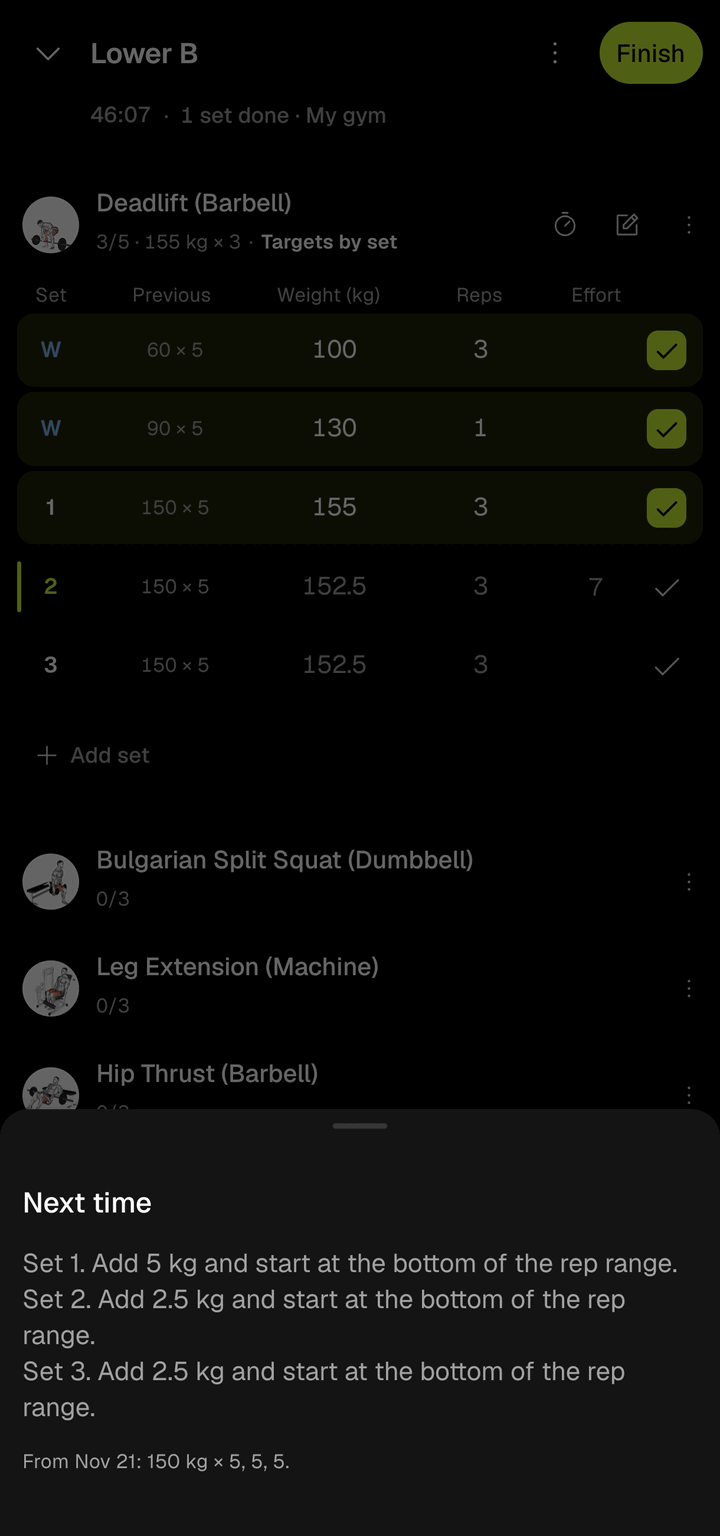 Lower B
Finish
46:07 · 1 set done · My gym
Deadlift (Barbell)
3/5 · 155 kg × 3 · Targets by set
Set Previous Weight (kg) Reps Effort
W 60 × 5 100 3
W 90 × 5 130 1
1 150 × 5 155 3
2 150 × 5 152.5 3 7
3 150 × 5 152.5 3
+ Add set
Bulgarian Split Squat (Dumbbell)
0/3
Leg Extension (Machine)
0/3
Hip Thrust (Barbell)
Next time
Set 1. Add 5 kg and start at the bottom of the rep range.
Set 2. Add 2.5 kg and start at the bottom of the rep
range.
Set 3. Add 2.5 kg and start at the bottom of the rep
range.
From Nov 21: 150 kg × 5, 5, 5.